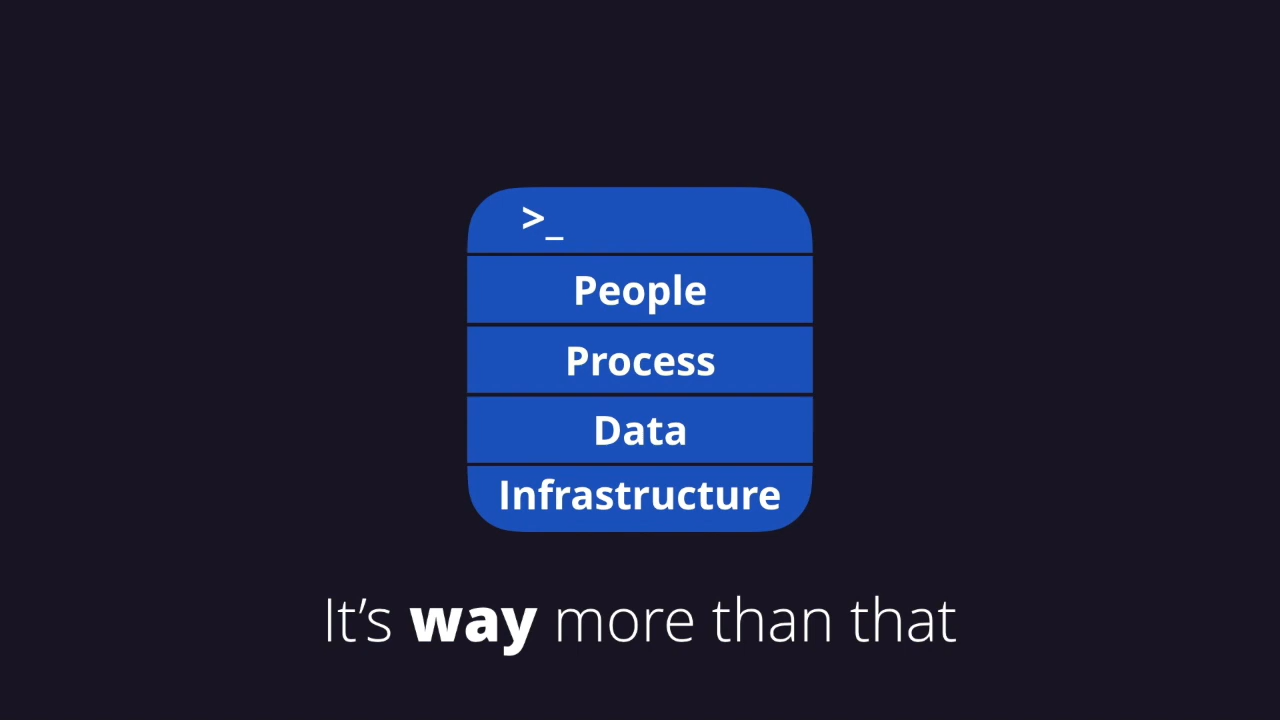 >_
People
Process
Data
Infrastructure
It’s way more than that